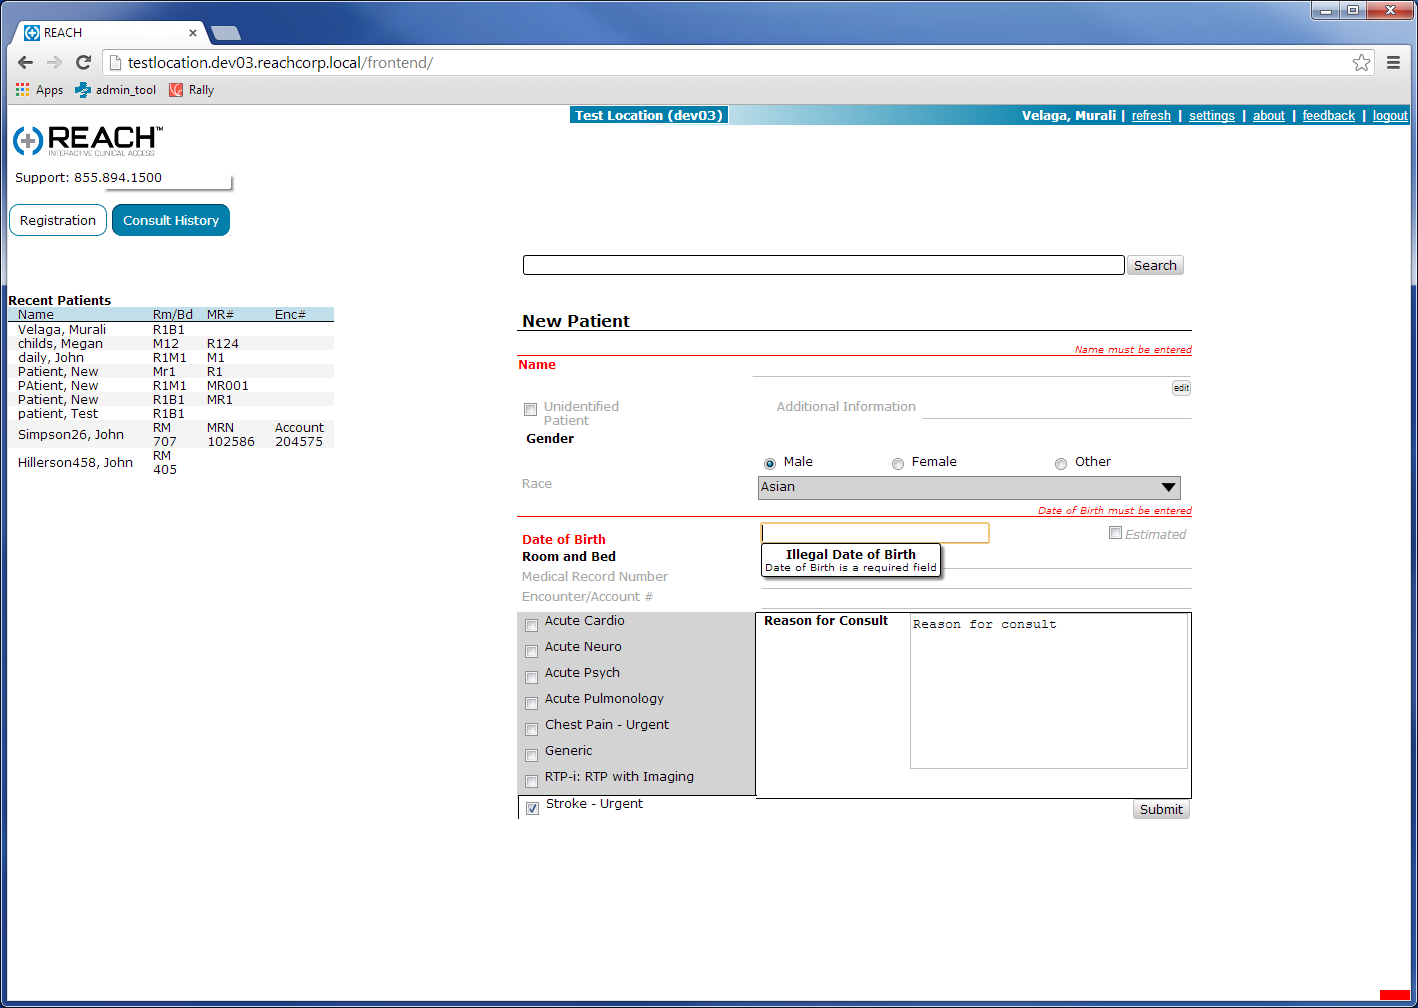 REACH
testlocation.dev03.reachcorp.local/frontend/
Apps admin_tool Rally
Test Location (dev03) Velaga, Murali | refresh | settings | about | feedback | logout
REACH™
INTERACTIVE CLINICAL ACCESS
Support: 855.894.1500
Registration Consult History
Search
Recent Patients
Name Rm/Bd MR# Enc#
Velaga, Murali R1B1
childs, Megan M12 R124
daily, John R1M1 M1
Patient, New Mr1 R1
PAtient, New R1M1 MR001
Patient, New R1B1 MR1
patient, Test R1B1
Simpson26, John RM 707 MRN 102586 Account 204575
Hillerson458, John RM 405
New Patient
Name must be entered
Name
edit
Unidentified Patient Additional Information
Gender
Male Female Other
Race Asian
Date of Birth must be entered
Date of Birth Estimated
Illegal Date of Birth
Date of Birth is a required field
Room and Bed
Medical Record Number
Encounter/Account #
Acute Cardio
Acute Neuro
Acute Psych
Acute Pulmonology
Chest Pain - Urgent
Generic
RTP-i: RTP with Imaging
Stroke - Urgent
Reason for Consult Reason for consult
Submit